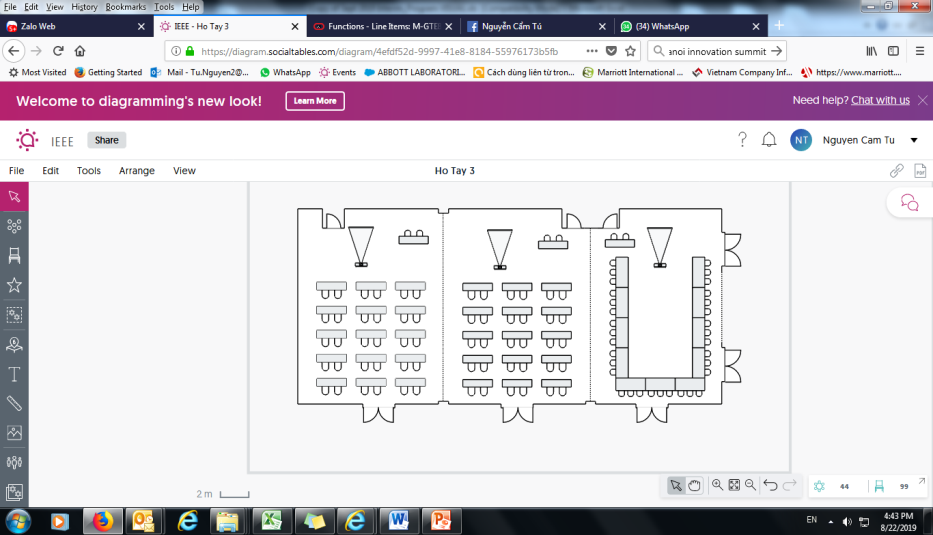 File Edit View History Bookmarks Tools Help
Zalo Web
IEEE - Ho Tay 3
Functions - Line Items: M-GTEM
Nguyễn Cẩm Tú
(34) WhatsApp
https://diagram.socialtables.com/diagram/4efdf52d-9997-41e8-8184-55976173b5fb
anoi innovation summit
Most Visited
Getting Started
Mail - Tu.Nguyen2@...
WhatsApp
Events
ABBOTT LABORATORI...
Cách dùng liên từ tron...
Marriott International ...
Vietnam Company Inf...
https://www.marriott....
Welcome to diagramming's new look!
Learn More
Need help? Chat with us
IEEE
Share
NT
Nguyen Cam Tu
File Edit Tools Arrange View
Ho Tay 3
PDF
2 m
44
99
EN
4:43 PM
8/22/2019